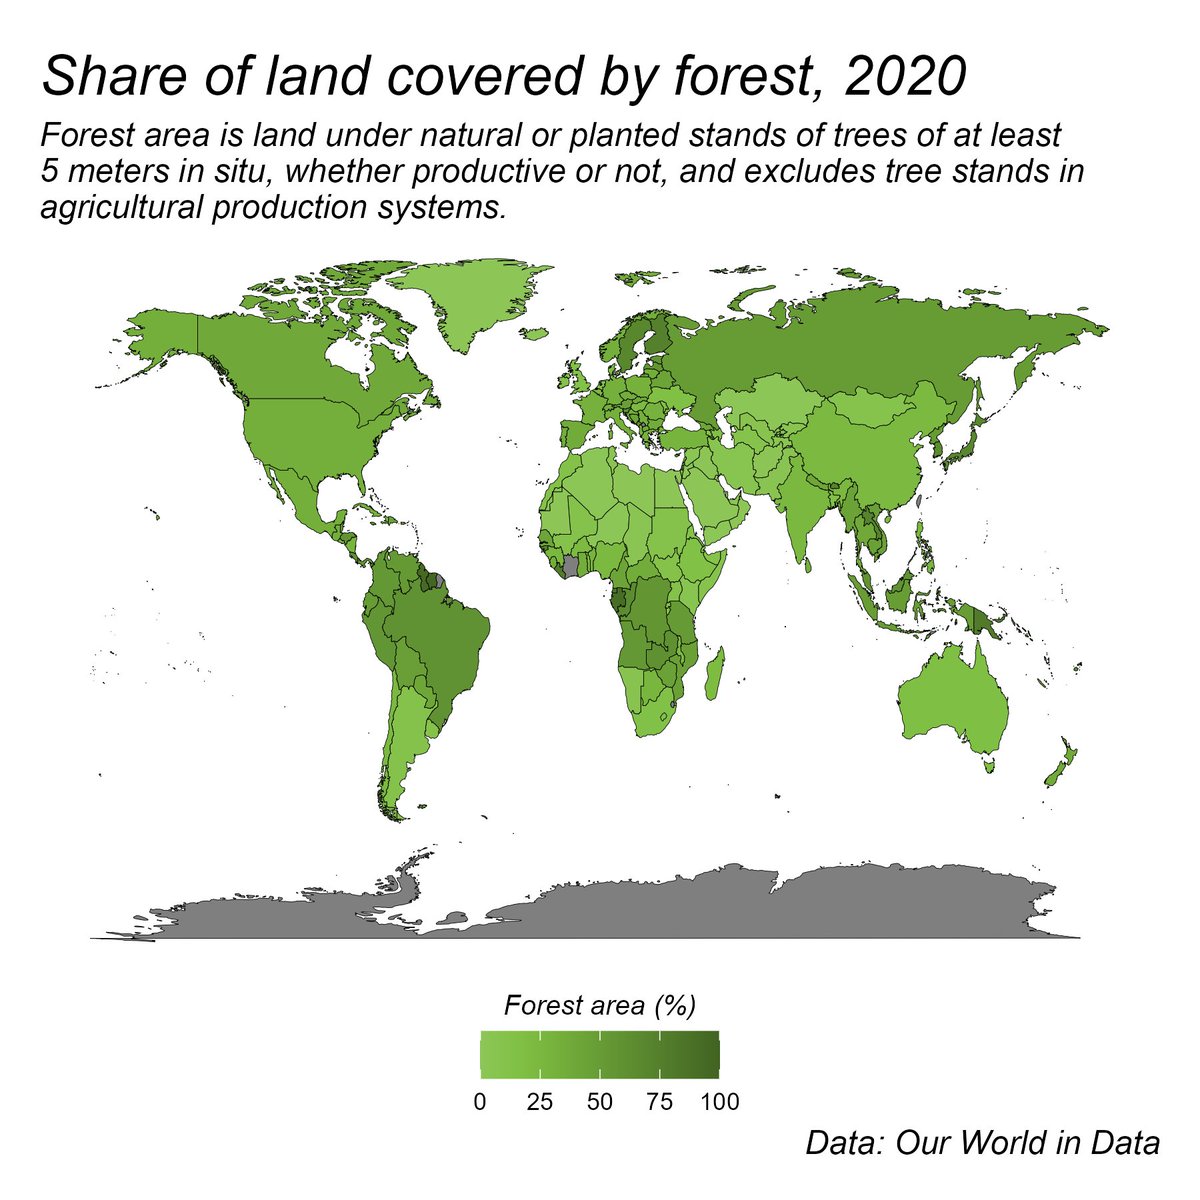 Share of land covered by forest, 2020
Forest area is land under natural or planted stands of trees of at least
5 meters in situ, whether productive or not, and excludes tree stands in
agricultural production systems.
Forest area (%)
0 25 50 75 100
Data: Our World in Data